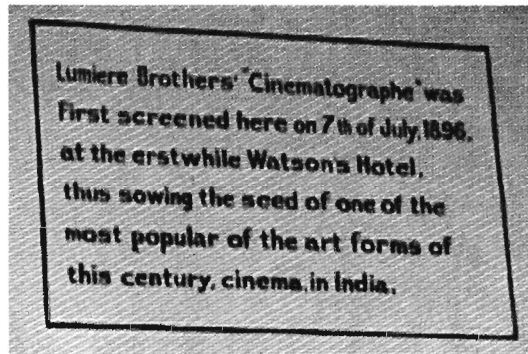 Lumiere Brothers' "Cinematographe" was
First screened here on 7th of July, 1896,
at the erstwhile Watson's Hotel,
thus sowing the seed of one of the
most popular of the art forms of
this century, cinema, in India.